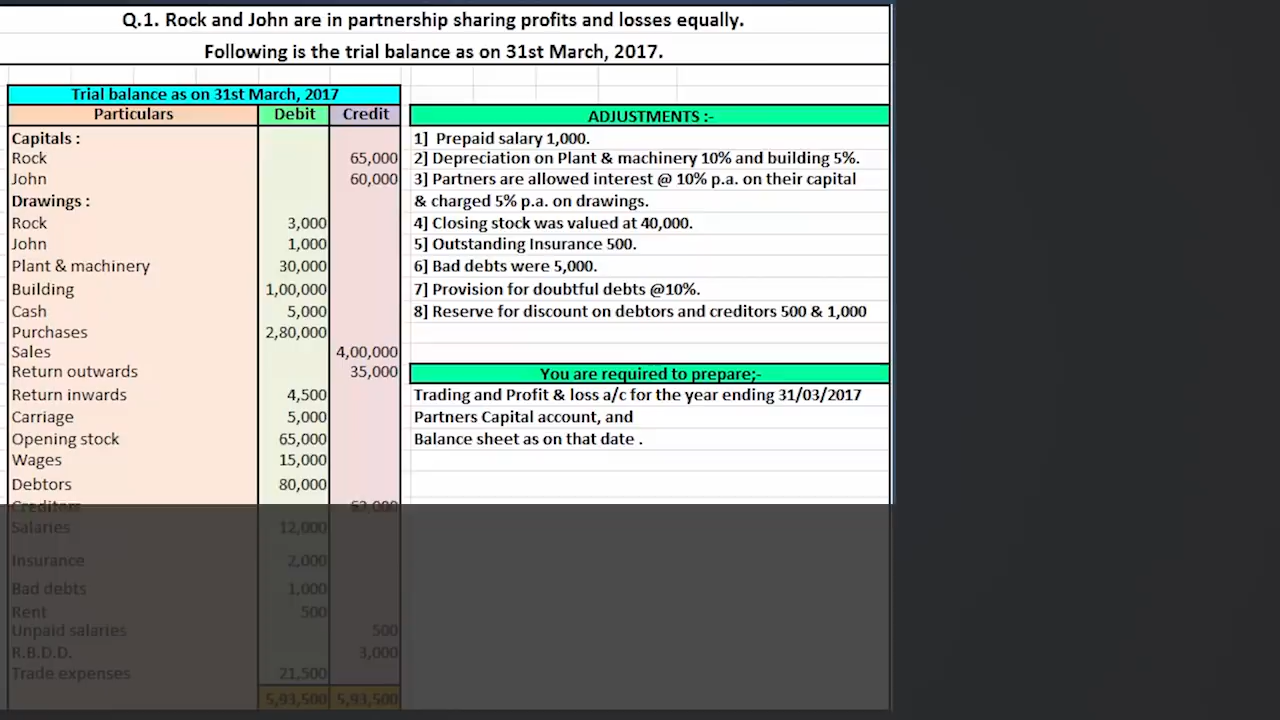 Q.1. Rock and John are in partnership sharing profits and losses equally.
Following is the trial balance as on 31st March, 2017.
Trial balance as on 31st March, 2017
Particulars Debit Credit
Capitals :
Rock 65,000
John 60,000
Drawings :
Rock 3,000
John 1,000
Plant & machinery 30,000
Building 1,00,000
Cash 5,000
Purchases 2,80,000
Sales 4,00,000
Return outwards 35,000
Return inwards 4,500
Carriage 5,000
Opening stock 65,000
Wages 15,000
Debtors 80,000
Creditors
Salaries 12,000
Insurance 2,000
Bad debts 1,000
Rent 500
Unpaid salaries 500
R.B.D.D. 3,000
Trade expenses 21,500
5,93,500 5,93,500
ADJUSTMENTS :-
1] Prepaid salary 1,000.
2] Depreciation on Plant & machinery 10% and building 5%.
3] Partners are allowed interest @ 10% p.a. on their capital
& charged 5% p.a. on drawings.
4] Closing stock was valued at 40,000.
5] Outstanding Insurance 500.
6] Bad debts were 5,000.
7] Provision for doubtful debts @10%.
8] Reserve for discount on debtors and creditors 500 & 1,000
You are required to prepare;-
Trading and Profit & loss a/c for the year ending 31/03/2017
Partners Capital account, and
Balance sheet as on that date .